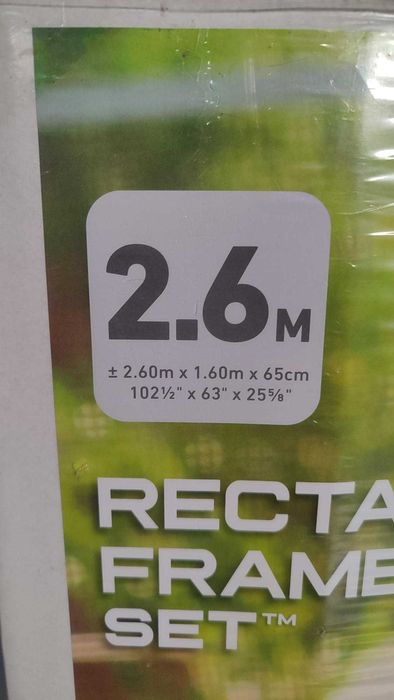 2.6M
± 2.60m x 1.60m x 65cm
102½" x 63" x 25⅝"
RECTA
FRAME
SET™